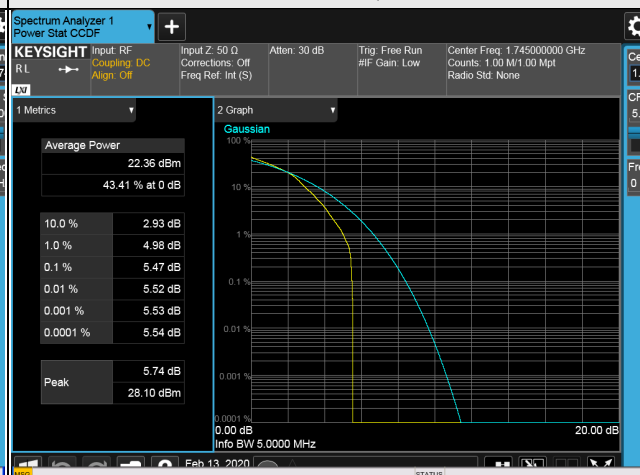 Spectrum Analyzer 1
Power Stat CCDF
+
KEYSIGHT
RL
LXI
Input: RF
Coupling: DC
Align: Off
Input Z: 50 Ω
Corrections: Off
Freq Ref: Int (S)
Atten: 30 dB
Trig: Free Run
#IF Gain: Low
Center Freq: 1.745000000 GHz
Counts: 1.00 M/1.00 Mpt
Radio Std: None
1 Metrics
Average Power
22.36 dBm
43.41 % at 0 dB
10.0 % 2.93 dB
1.0 % 4.98 dB
0.1 % 5.47 dB
0.01 % 5.52 dB
0.001 % 5.53 dB
0.0001 % 5.54 dB
Peak
5.74 dB
28.10 dBm
2 Graph
Gaussian
100 %
10 %
1 %
0.1 %
0.01 %
0.001 %
0.0001 %
0.00 dB 20.00 dB
Info BW 5.0000 MHz
Feb 13, 2020
MSG STATUS